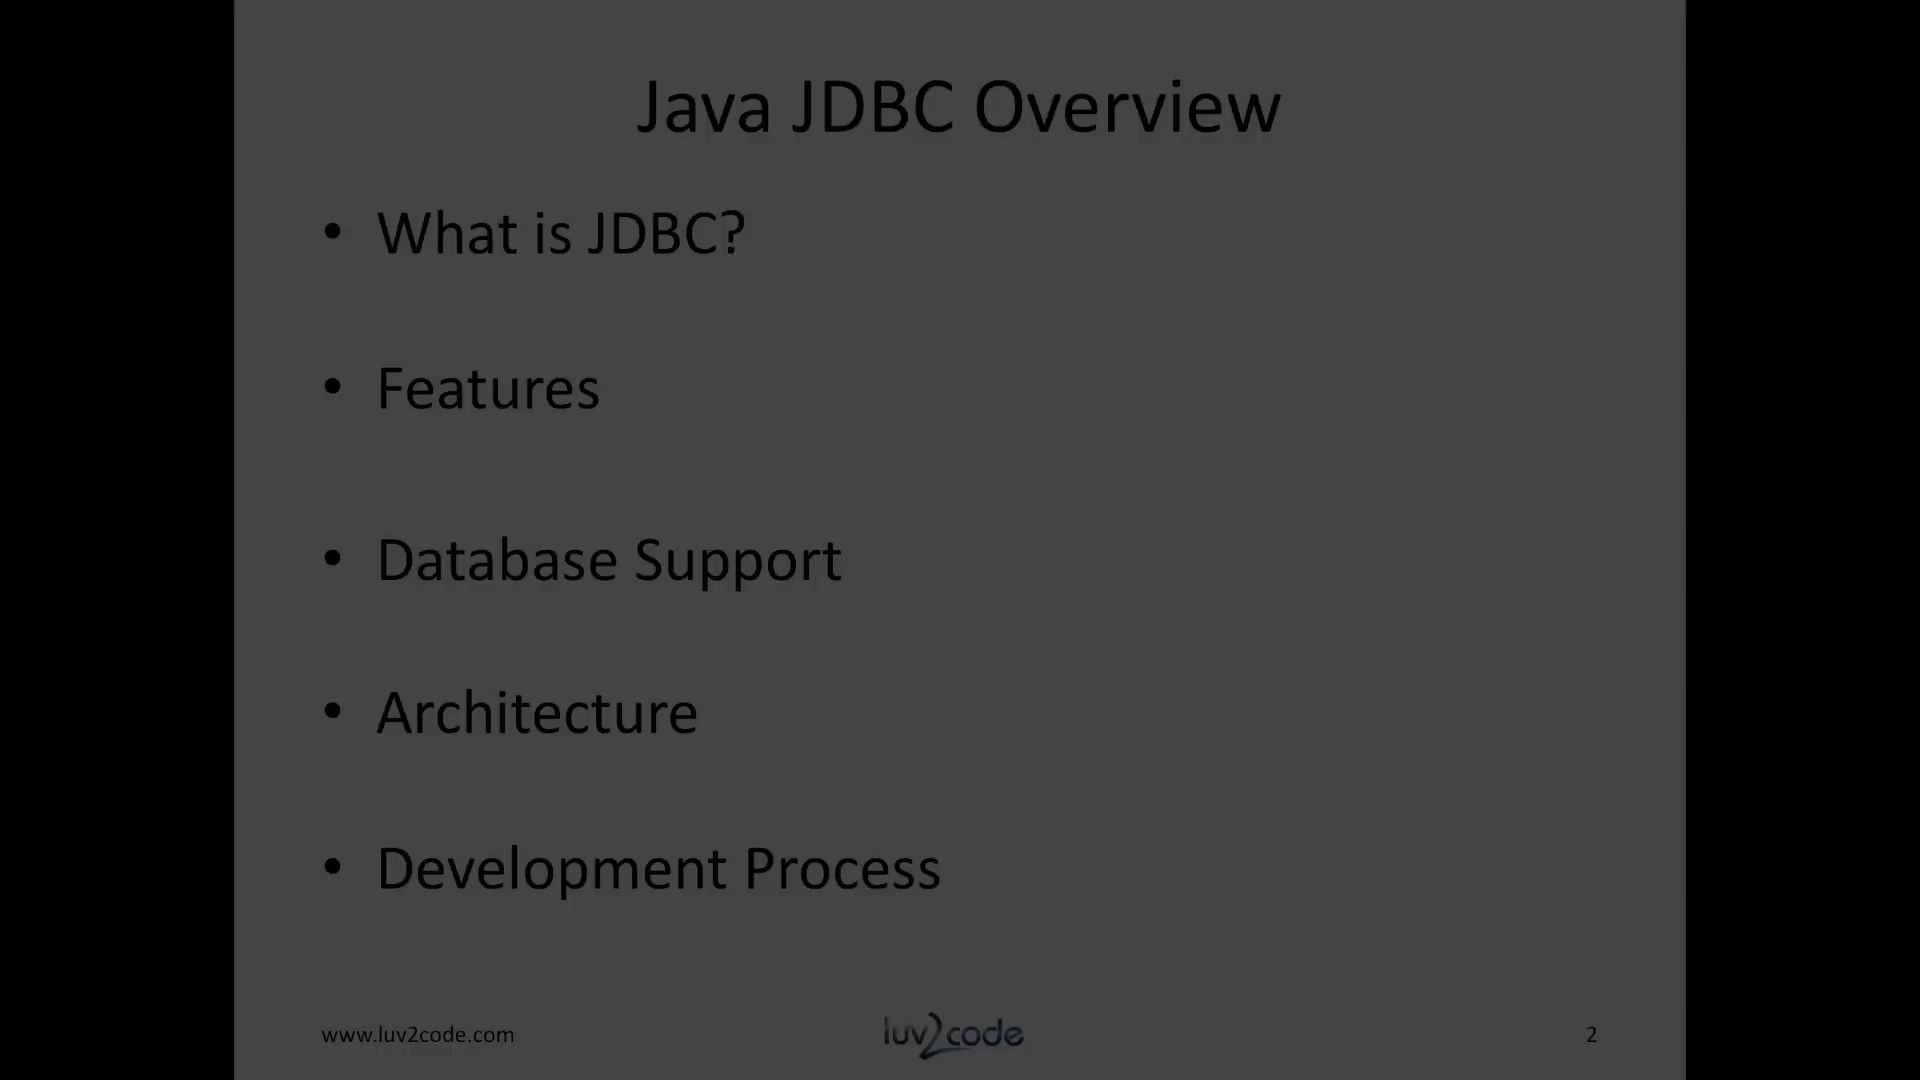 Java JDBC Overview
• What is JDBC?
• Features
• Database Support
• Architecture
• Development Process
www.luv2code.com
luv2code
2